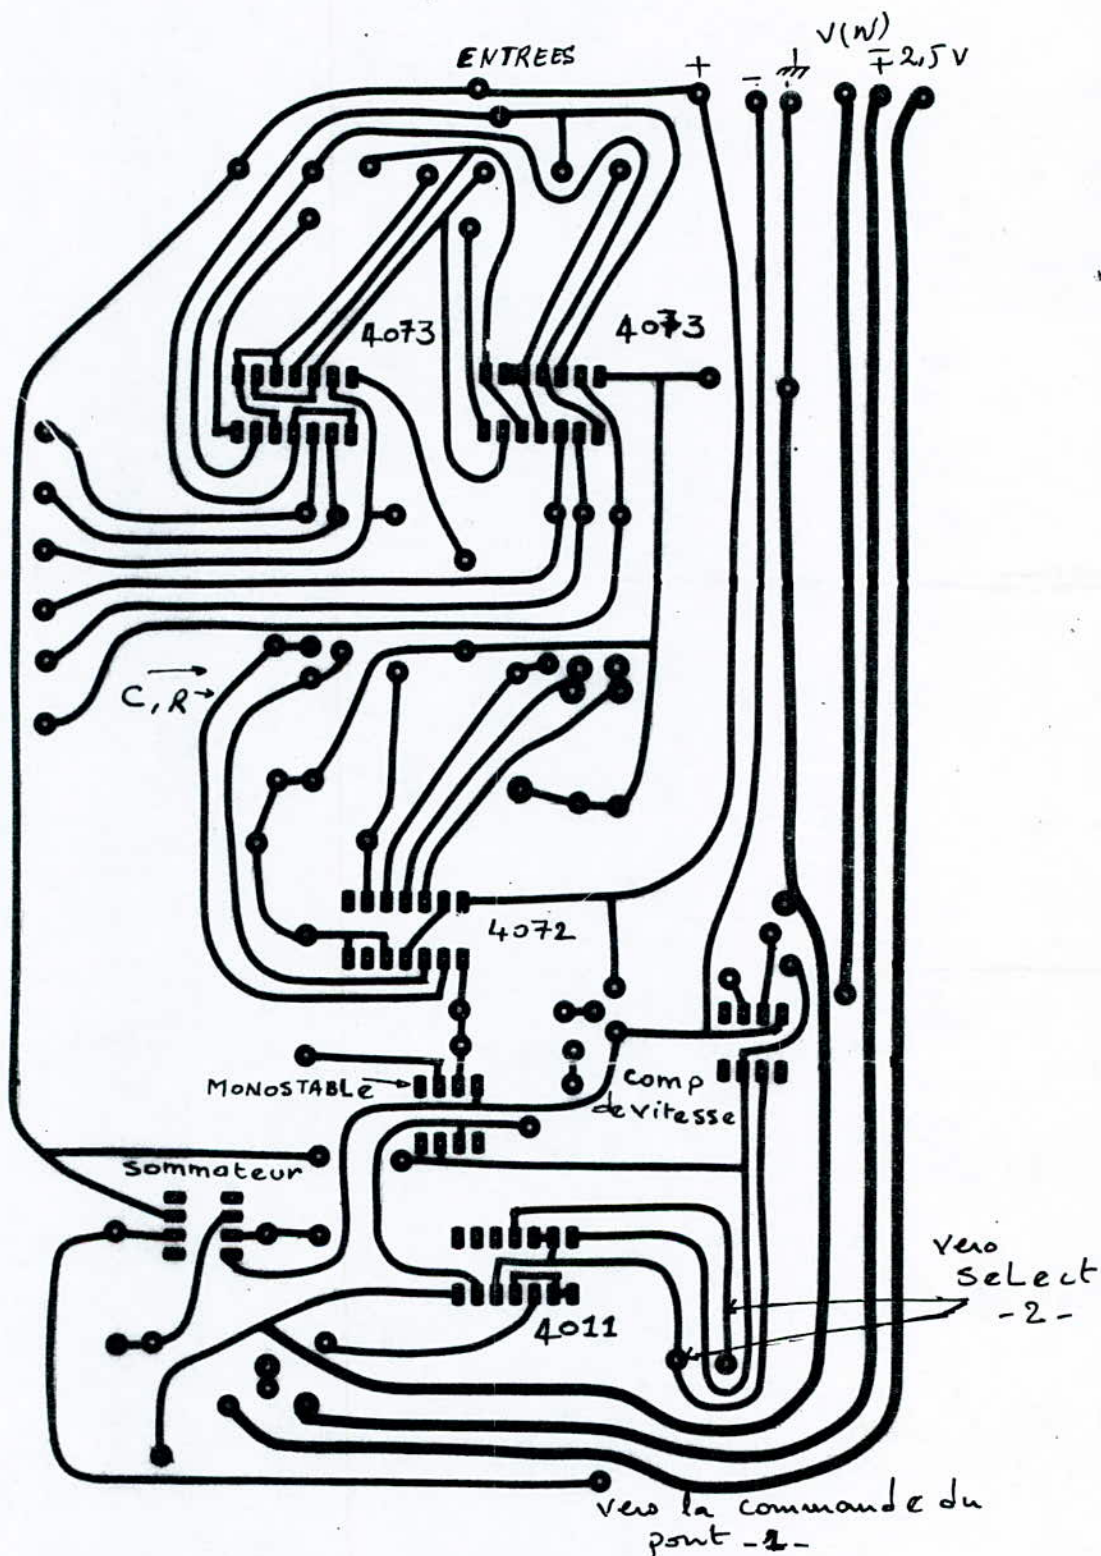 ENTREES
+
-
V(N)
∓ 2,5 V
4073
4073
C, R
4072
MONOSTABLE
comp
de vitesse
sommateur
4011
vers
select
- 2 -
vers la commande du
pont - 1 -